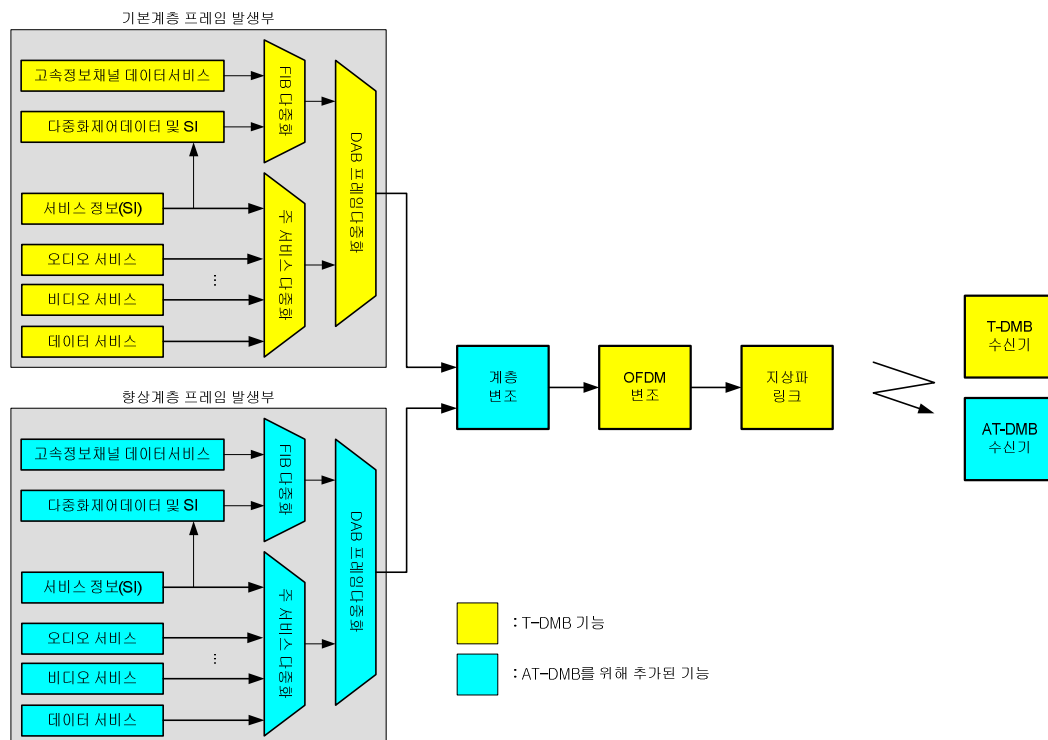 기본계층 프레임 발생부
고속정보채널 데이터서비스
다중화제어데이터 및 SI
서비스 정보(SI)
오디오 서비스
...
비디오 서비스
데이터 서비스
FIB 다중화
주 서비스 다중화
DAB 프레임다중화
향상계층 프레임 발생부
고속정보채널 데이터서비스
다중화제어데이터 및 SI
서비스 정보(SI)
오디오 서비스
...
비디오 서비스
데이터 서비스
FIB 다중화
주 서비스 다중화
DAB 프레임다중화
계층
변조
OFDM
변조
지상파
링크
T-DMB
수신기
AT-DMB
수신기
: T-DMB 기능
: AT-DMB를 위해 추가된 기능